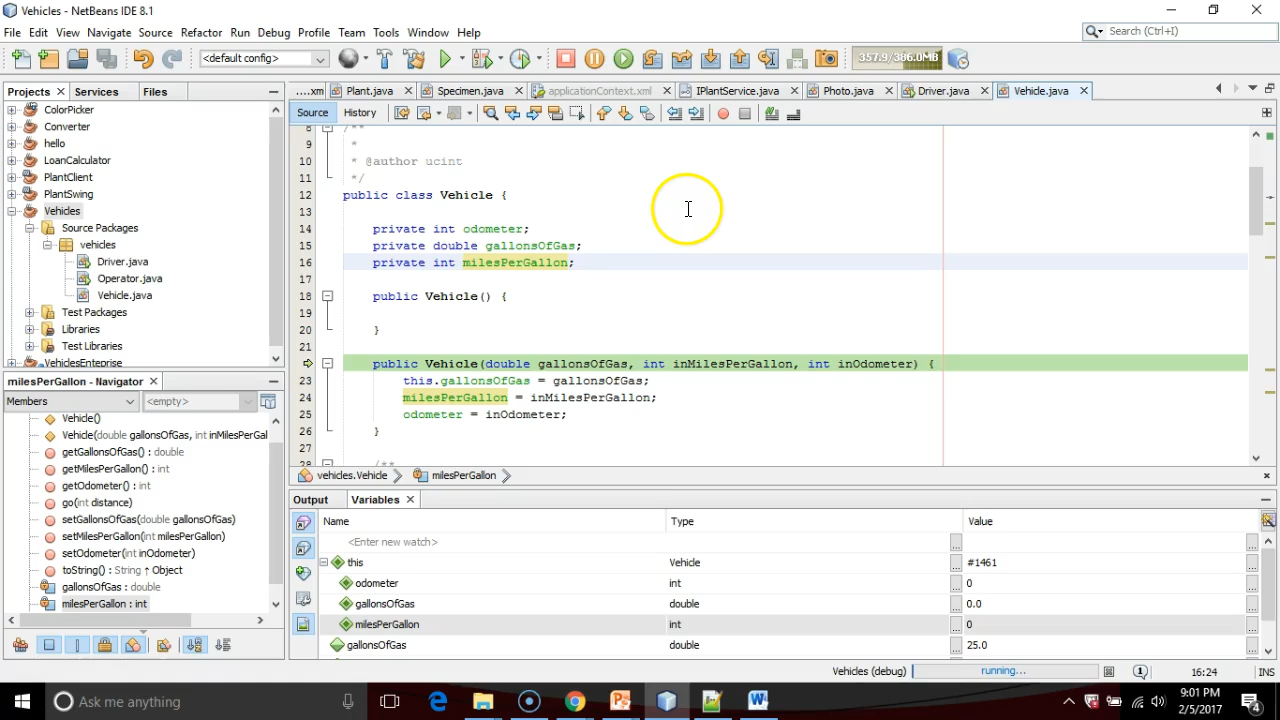 Vehicles - NetBeans IDE 8.1
File Edit View Navigate Source Refactor Run Debug Profile Team Tools Window Help
Search (Ctrl+I)
<default config>
357.9/386.0MB
Projects Services Files
ColorPicker
Converter
hello
LoanCalculator
PlantClient
PlantSwing
Vehicles
Source Packages
vehicles
Driver.java
Operator.java
Vehicle.java
Test Packages
Libraries
Test Libraries
VehiclesEntprise
...xml Plant.java Specimen.java applicationContext.xml IPlantService.java Photo.java Driver.java Vehicle.java
Source History
8 /**
9 *
10 * @author ucint
11 */
12 public class Vehicle {
13
14 private int odometer;
15 private double gallonsOfGas;
16 private int milesPerGallon;
17
18 public Vehicle() {
19
20 }
21
public Vehicle(double gallonsOfGas, int inMilesPerGallon, int inOdometer) {
23 this.gallonsOfGas = gallonsOfGas;
24 milesPerGallon = inMilesPerGallon;
25 odometer = inOdometer;
26 }
27
28 /**
vehicles.Vehicle milesPerGallon
milesPerGallon - Navigator
Members <empty>
Vehicle()
Vehicle(double gallonsOfGas, int inMilesPerGal
getGallonsOfGas() : double
getMilesPerGallon() : int
getOdometer() : int
go(int distance)
setGallonsOfGas(double gallonsOfGas)
setMilesPerGallon(int milesPerGallon)
setOdometer(int inOdometer)
toString() : String ↑ Object
gallonsOfGas : double
milesPerGallon : int
Output Variables
Name Type Value
<Enter new watch>
this Vehicle #1461
odometer int 0
gallonsOfGas double 0.0
milesPerGallon int 0
gallonsOfGas double 25.0
Vehicles (debug) running... 16:24 INS
Ask me anything
9:01 PM
2/5/2017
4